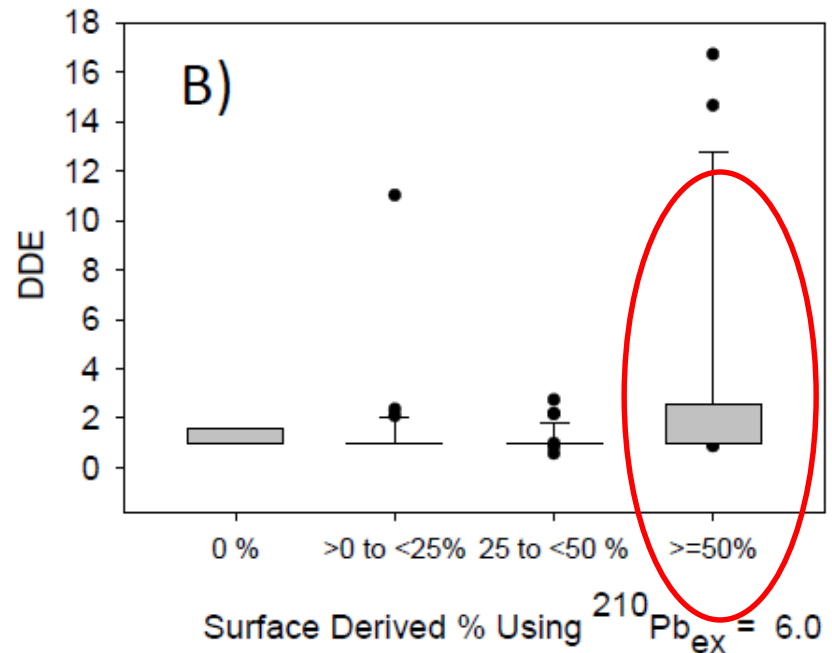 18
16
14
12
10
8
6
4
2
0
B)
DDE
0 % >0 to <25% 25 to <50 % >=50%
Surface Derived % Using ²¹⁰Pb_ex = 6.0